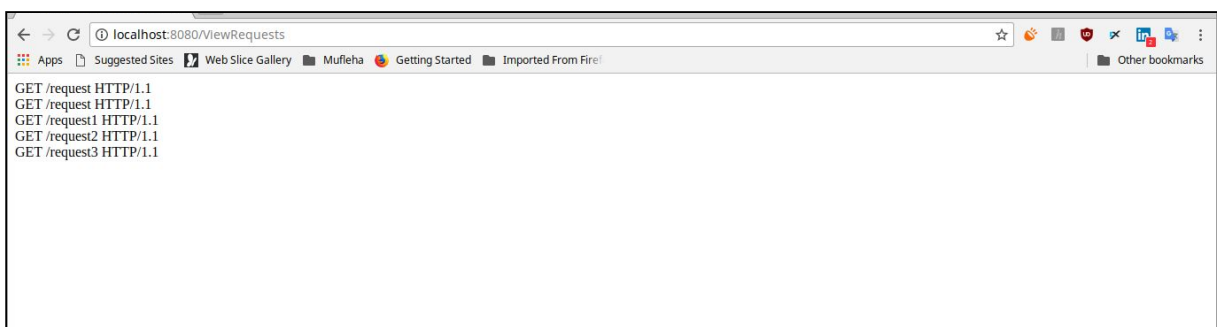 localhost:8080/ViewRequests
Apps Suggested Sites Web Slice Gallery Mufleha Getting Started Imported From Firef Other bookmarks
GET /request HTTP/1.1
GET /request HTTP/1.1
GET /request1 HTTP/1.1
GET /request2 HTTP/1.1
GET /request3 HTTP/1.1